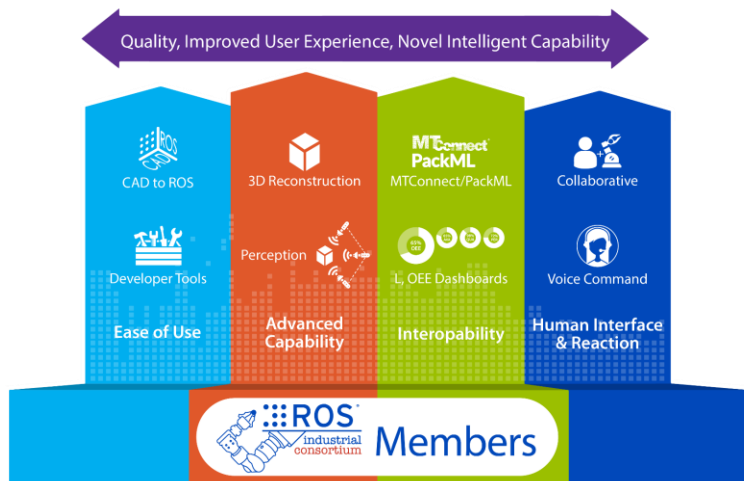 Quality, Improved User Experience, Novel Intelligent Capability
ROS
CAD to ROS
Developer Tools
Ease of Use
3D Reconstruction
Perception
Advanced
Capability
MTConnect®
PackML
MTConnect/PackML
L, OEE Dashboards
Interopability
Collaborative
Voice Command
Human Interface
& Reaction
ROS
industrial
consortium
Members